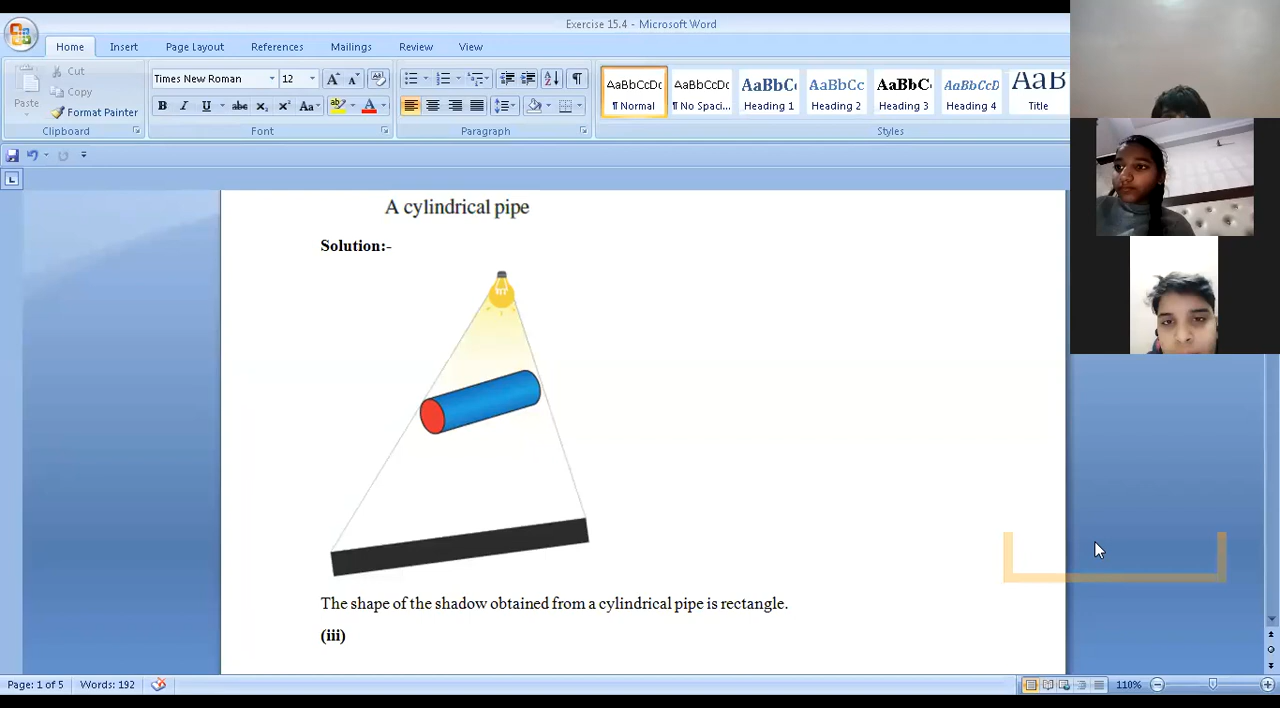 Exercise 15.4 - Microsoft Word
Home Insert Page Layout References Mailings Review View
Cut
Copy
Paste
Format Painter
Clipboard
Times New Roman 12
Font
Paragraph
AaBbCcDc AaBbCcDc AaBbC AaBbCc AaBbCc AaBbCcD AaB
¶ Normal ¶ No Spaci... Heading 1 Heading 2 Heading 3 Heading 4 Title
Styles
A cylindrical pipe
Solution:-
The shape of the shadow obtained from a cylindrical pipe is rectangle.
(iii)
Page: 1 of 5 Words: 192 110%